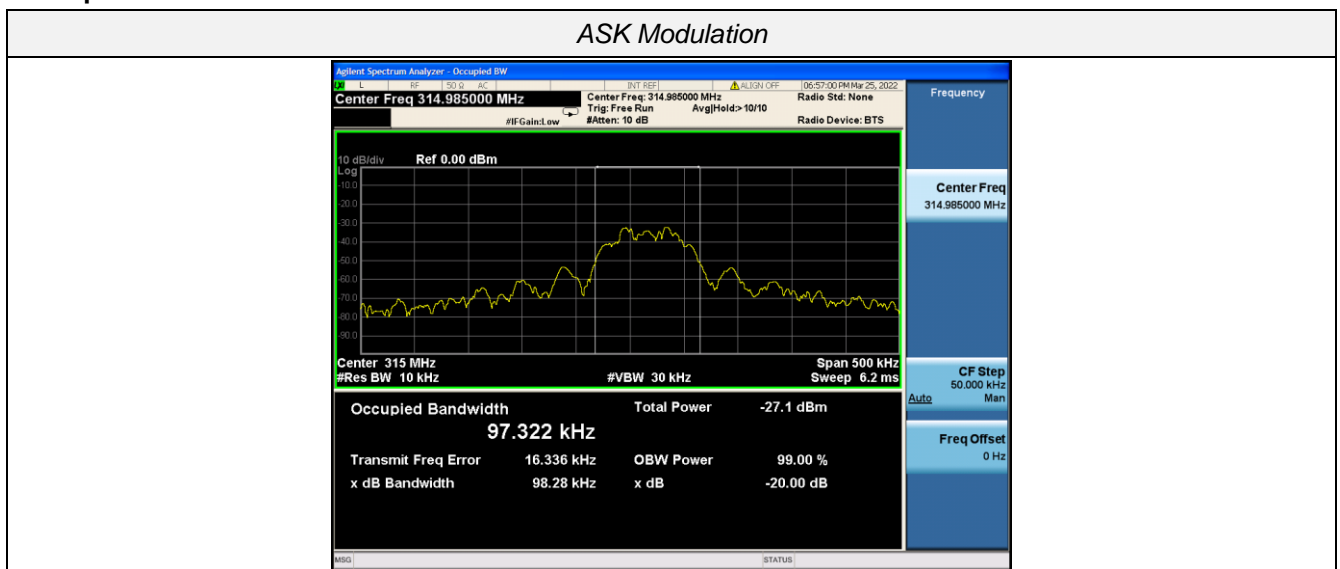 ASK Modulation
Agilent Spectrum Analyzer - Occupied BW
L RF 50 Ω AC INT REF ALIGN OFF 06:57:00 PM Mar 25, 2022
Center Freq 314.985000 MHz
Center Freq: 314.985000 MHz
Radio Std: None
Trig: Free Run Avg|Hold:> 10/10
#IFGain:Low
#Atten: 10 dB
Radio Device: BTS
10 dB/div Ref 0.00 dBm
Log
-10.0
-20.0
-30.0
-40.0
-50.0
-60.0
-70.0
-80.0
-90.0
Center 315 MHz Span 500 kHz
#Res BW 10 kHz #VBW 30 kHz Sweep 6.2 ms
Occupied Bandwidth Total Power -27.1 dBm
97.322 kHz
Transmit Freq Error 16.336 kHz OBW Power 99.00 %
x dB Bandwidth 98.28 kHz x dB -20.00 dB
MSG STATUS
Frequency
Center Freq
314.985000 MHz
CF Step
50.000 kHz
Auto Man
Freq Offset
0 Hz